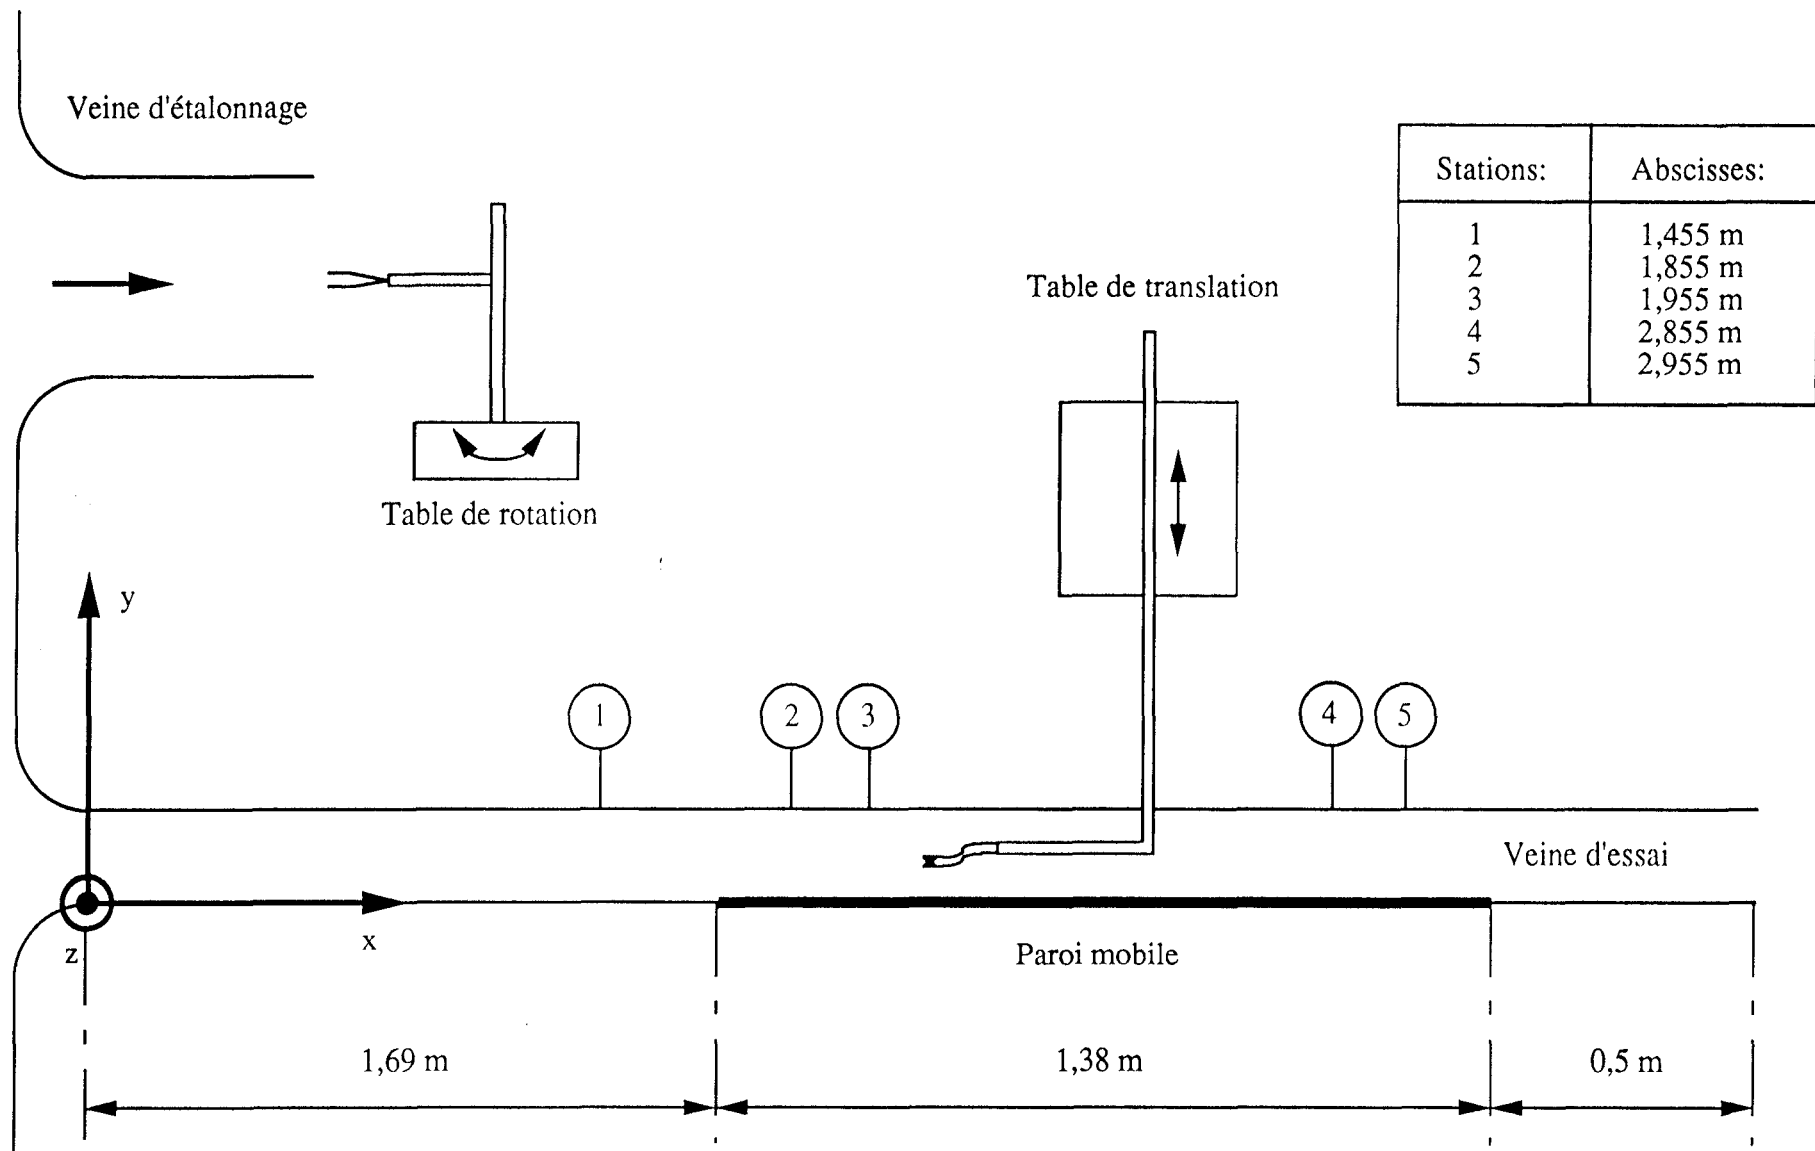 Veine d'étalonnage
Stations: Abscisses:
1 1,455 m
2 1,855 m
3 1,955 m
4 2,855 m
5 2,955 m
Table de translation
Table de rotation
y
1 2 3 4 5
Veine d'essai
z x
Paroi mobile
1,69 m 1,38 m 0,5 m